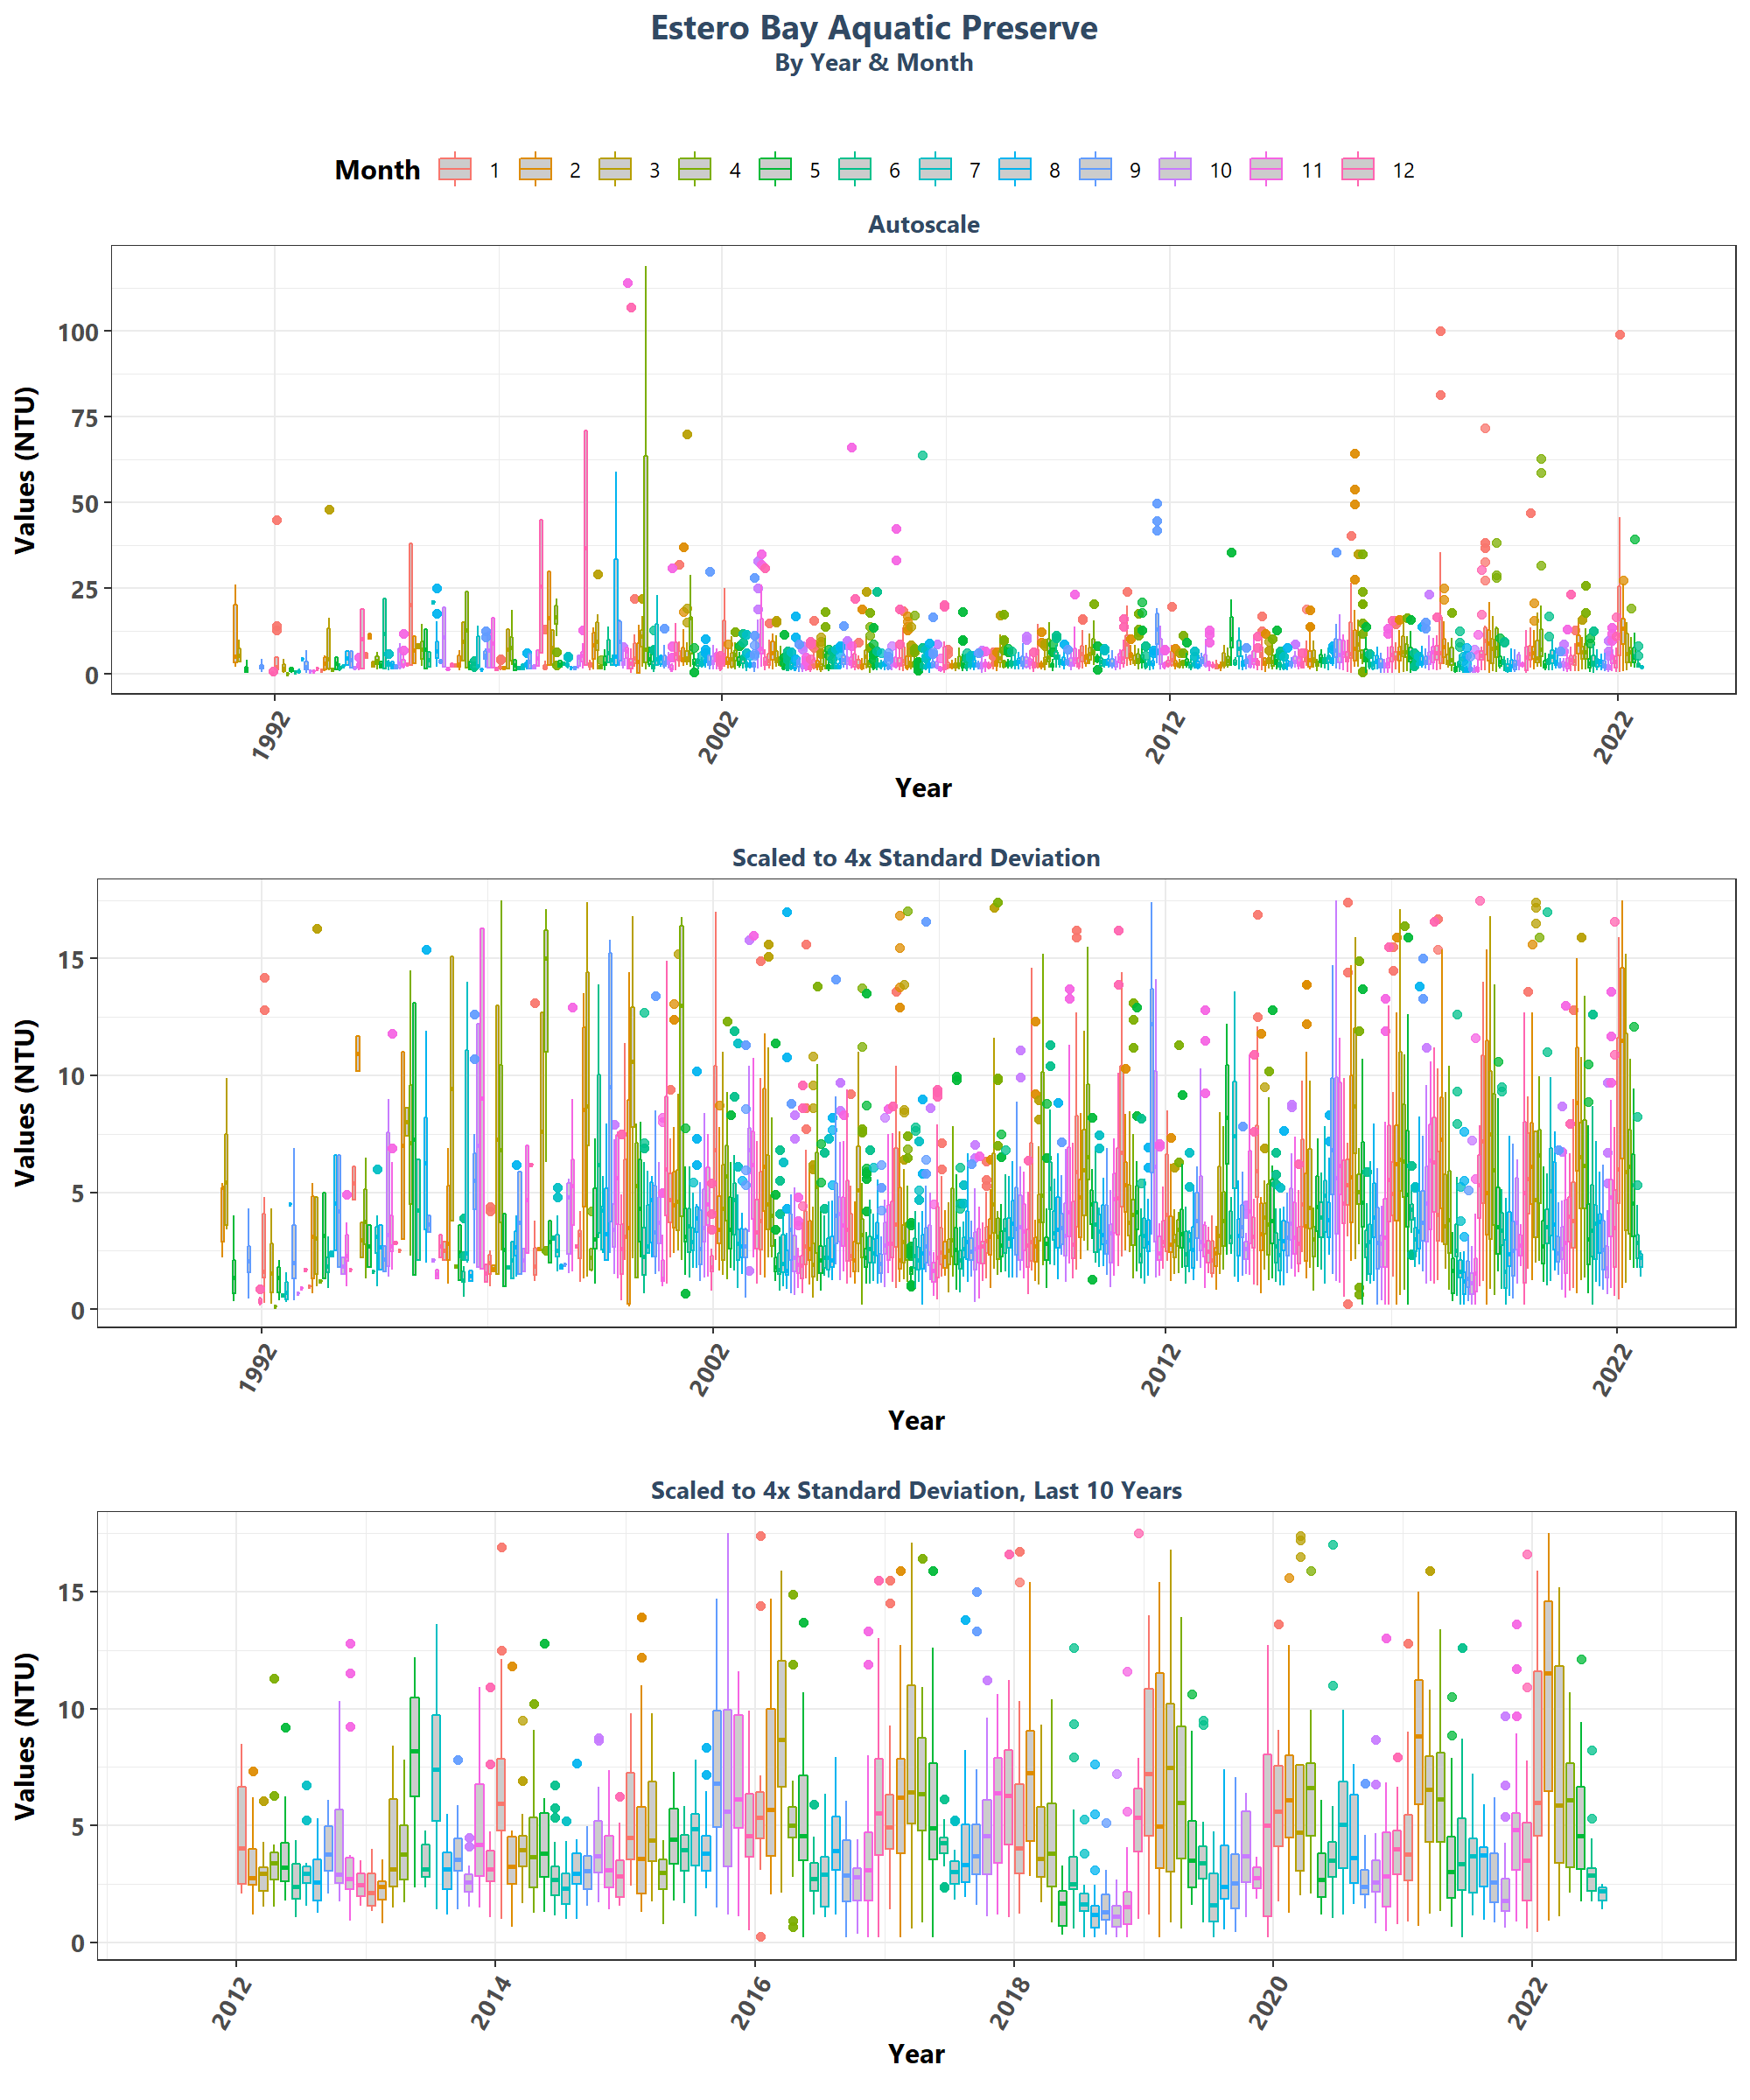 Estero Bay Aquatic Preserve
By Year & Month
Month 1 2 3 4 5 6 7 8 9 10 11 12
Autoscale
Values (NTU)
100
75
50
25
0
1992 2002 2012 2022
Year
Scaled to 4x Standard Deviation
Values (NTU)
15
10
5
0
1992 2002 2012 2022
Year
Scaled to 4x Standard Deviation, Last 10 Years
Values (NTU)
15
10
5
0
2012 2014 2016 2018 2020 2022
Year